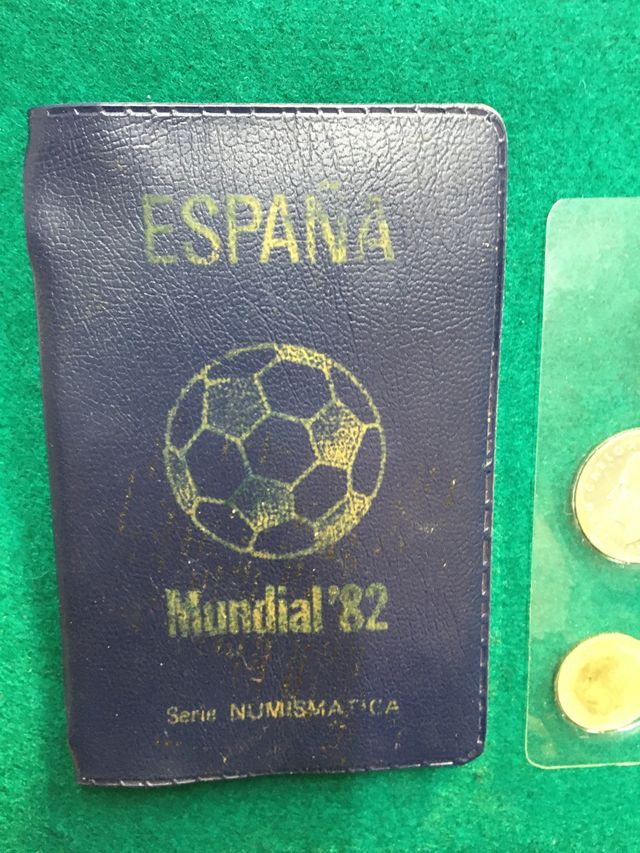 ESPAÑA
Mundial '82
Serie NUMISMATICA